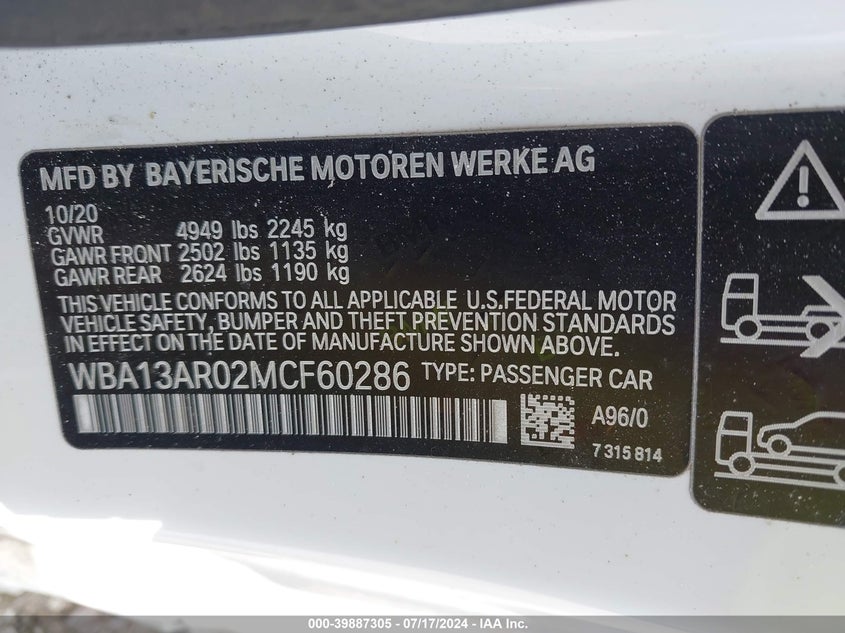 MFD BY BAYERISCHE MOTOREN WERKE AG
10/20
GVWR 4949 lbs 2245 kg
GAWR FRONT 2502 lbs 1135 kg
GAWR REAR 2624 lbs 1190 kg
THIS VEHICLE CONFORMS TO ALL APPLICABLE U.S.FEDERAL MOTOR
VEHICLE SAFETY, BUMPER AND THEFT PREVENTION STANDARDS
IN EFFECT ON THE DATE OF MANUFACTURE SHOWN ABOVE.
WBA13AR02MCF60286 TYPE: PASSENGER CAR
A96/0
7 315 814
000-39887305 - 07/17/2024 - IAA Inc.